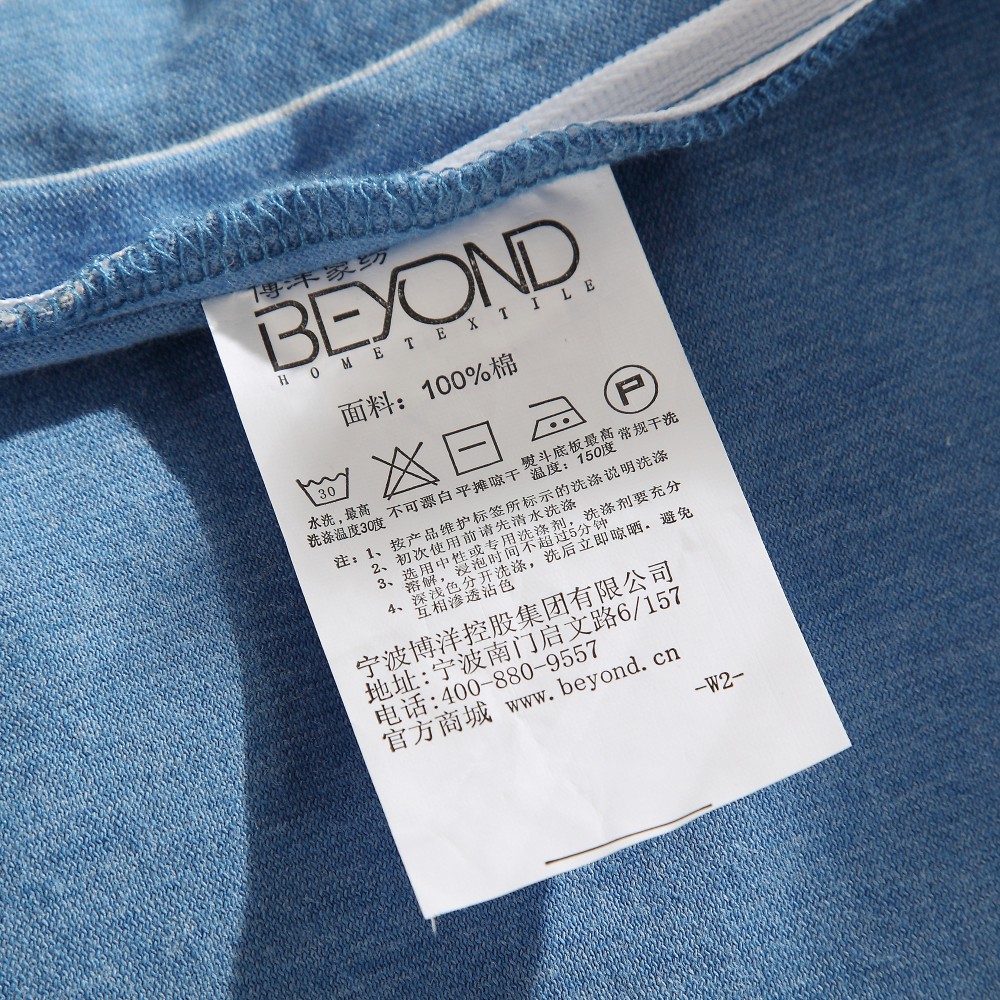 博洋家纺
BEYOND
HOMETEXTILE
面料：100%棉
30
P
水洗，最高
洗涤温度30度
不可漂白
平摊晾干
熨斗底板最高
温度：150度
常规干洗
注：1、按产品维护标签所标示的洗涤说明洗涤
2、初次使用前请先清水洗涤
3、选用中性或专用洗涤剂，洗涤剂要充分
溶解，浸泡时间不超过5分钟
4、深浅色分开洗涤，洗后立即晾晒．避免
互相渗透沾色
宁波博洋控股集团有限公司
地址:宁波南门启文路6/157
电话:400-880-9557
官方商城 www.beyond.cn
-W2-